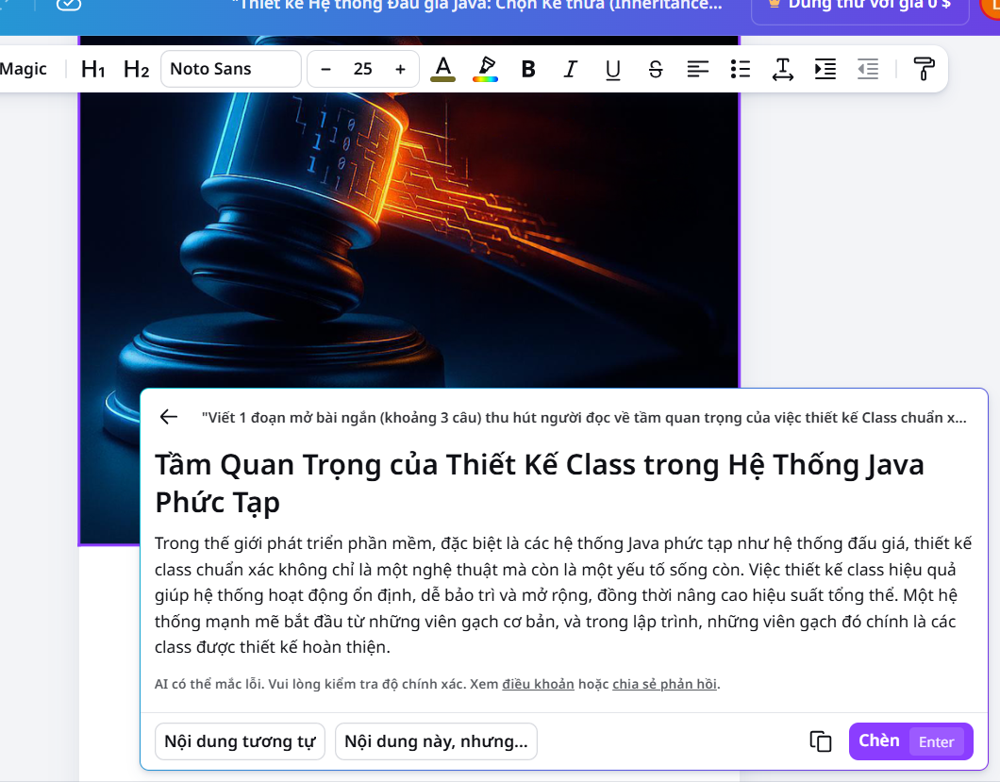 "Thiết kế Hệ thống Đấu giá Java: Chọn Kế thừa (Inheritance...
Dùng thử với giá 0 $
Magic
H1
H2
Noto Sans
– 25 +
A
B
I
U
S
T
1 0
1 0
1 0
"Viết 1 đoạn mở bài ngắn (khoảng 3 câu) thu hút người đọc về tầm quan trọng của việc thiết kế Class chuẩn x...
Tầm Quan Trọng của Thiết Kế Class trong Hệ Thống Java
Phức Tạp
Trong thế giới phát triển phần mềm, đặc biệt là các hệ thống Java phức tạp như hệ thống đấu giá, thiết kế
class chuẩn xác không chỉ là một nghệ thuật mà còn là một yếu tố sống còn. Việc thiết kế class hiệu quả
giúp hệ thống hoạt động ổn định, dễ bảo trì và mở rộng, đồng thời nâng cao hiệu suất tổng thể. Một hệ
thống mạnh mẽ bắt đầu từ những viên gạch cơ bản, và trong lập trình, những viên gạch đó chính là các
class được thiết kế hoàn thiện.
AI có thể mắc lỗi. Vui lòng kiểm tra độ chính xác. Xem điều khoản hoặc chia sẻ phản hồi.
Nội dung tương tự
Nội dung này, nhưng...
Chèn Enter